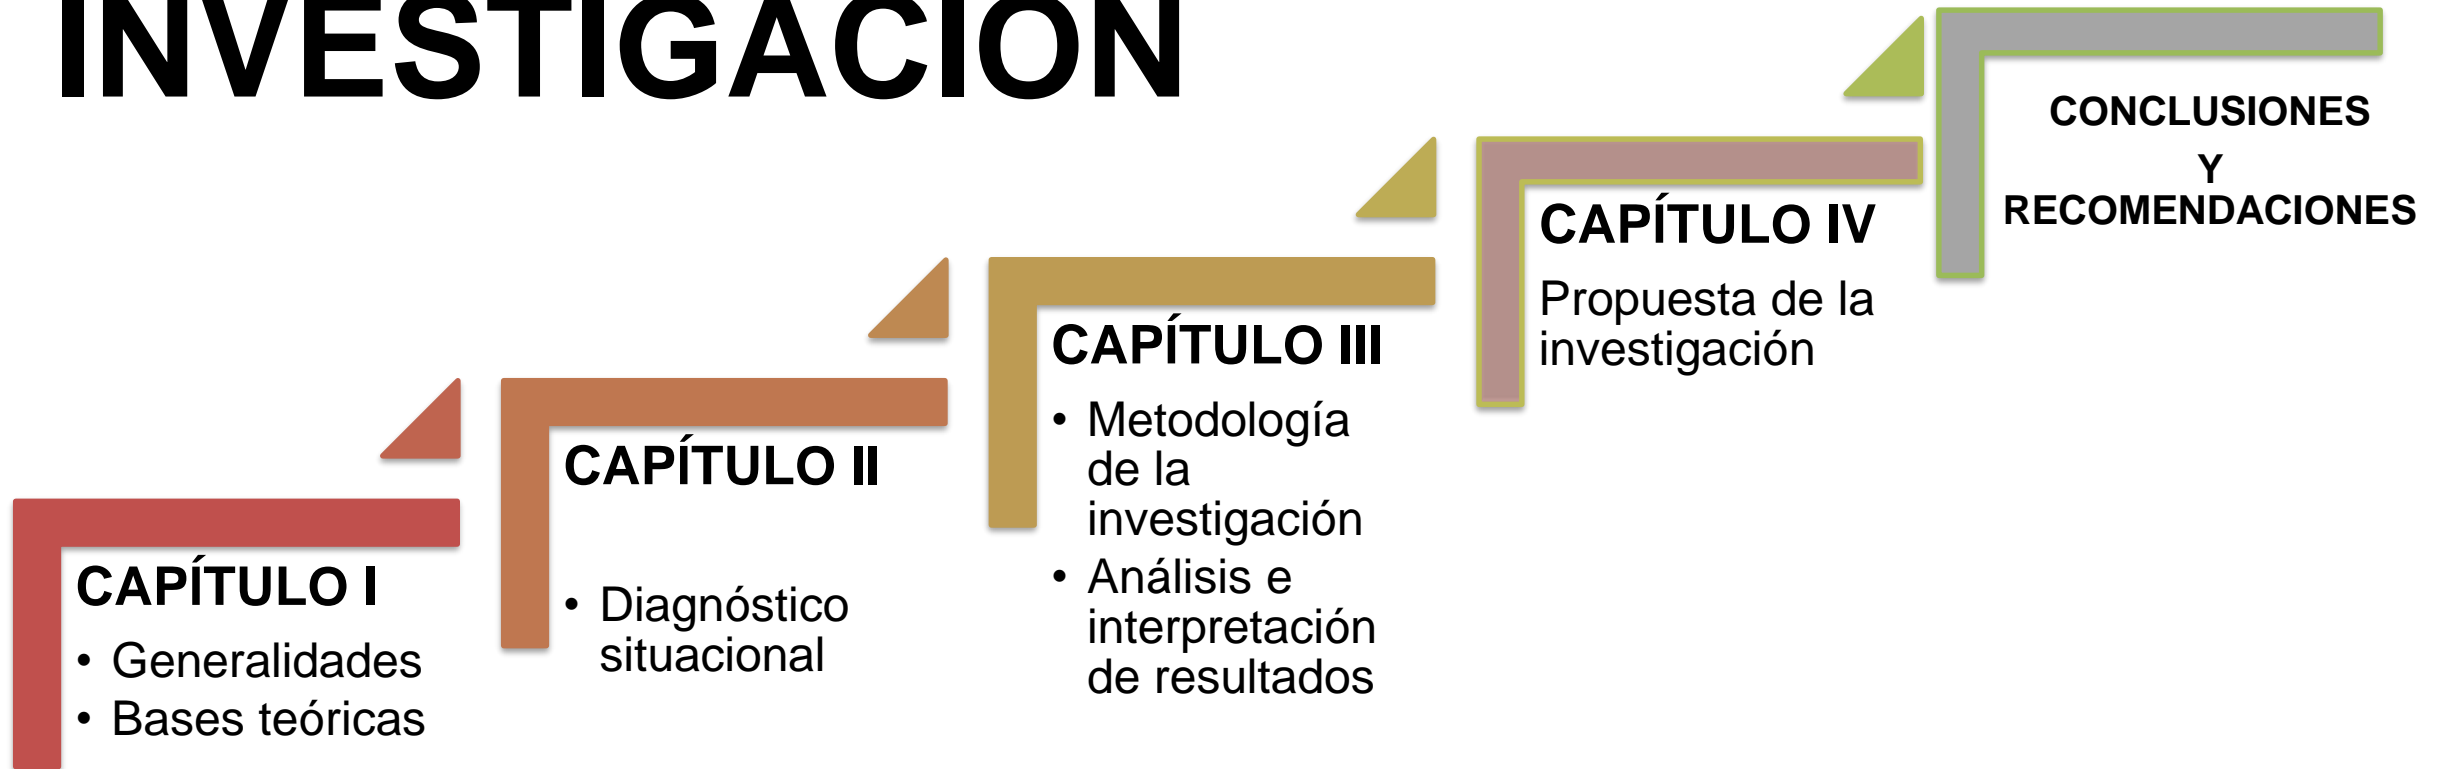 INVESTIGACIÓN
CAPÍTULO I
• Generalidades
• Bases teóricas
CAPÍTULO II
• Diagnóstico
situacional
CAPÍTULO III
• Metodología
de la
investigación
• Análisis e
interpretación
de resultados
CAPÍTULO IV
Propuesta de la
investigación
CONCLUSIONES
Y
RECOMENDACIONES